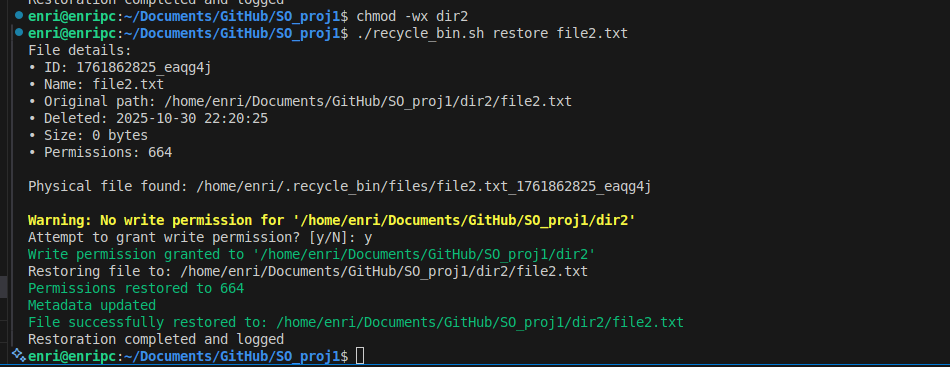 Restoration completed and logged
enri@enripc:~/Documents/GitHub/SO_proj1$ chmod -wx dir2
enri@enripc:~/Documents/GitHub/SO_proj1$ ./recycle_bin.sh restore file2.txt
File details:
• ID: 1761862825_eaqg4j
• Name: file2.txt
• Original path: /home/enri/Documents/GitHub/SO_proj1/dir2/file2.txt
• Deleted: 2025-10-30 22:20:25
• Size: 0 bytes
• Permissions: 664
Physical file found: /home/enri/.recycle_bin/files/file2.txt_1761862825_eaqg4j
Warning: No write permission for '/home/enri/Documents/GitHub/SO_proj1/dir2'
Attempt to grant write permission? [y/N]: y
Write permission granted to '/home/enri/Documents/GitHub/SO_proj1/dir2'
Restoring file to: /home/enri/Documents/GitHub/SO_proj1/dir2/file2.txt
Permissions restored to 664
Metadata updated
File successfully restored to: /home/enri/Documents/GitHub/SO_proj1/dir2/file2.txt
Restoration completed and logged
enri@enripc:~/Documents/GitHub/SO_proj1$